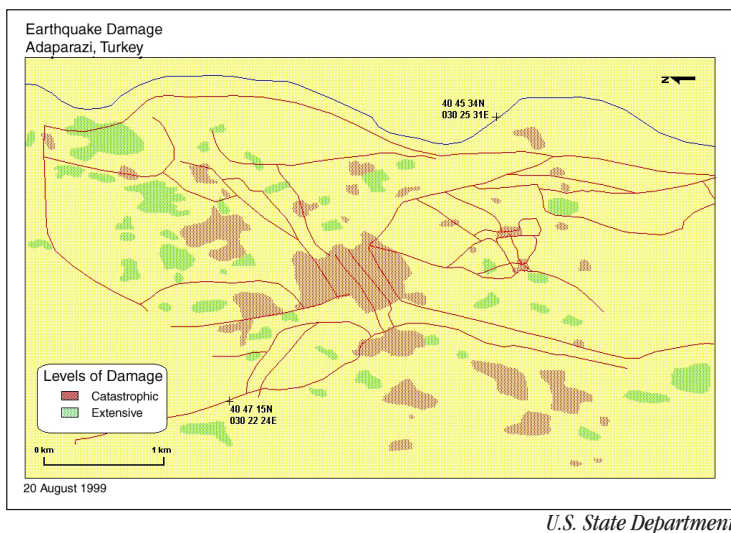 Earthquake Damage
Adaparazi, Turkey
N
40 45 34N
030 25 31E
Levels of Damage
Catastrophic
Extensive
40 47 15N
030 22 24E
0 km
1 km
20 August 1999
U.S. State Department